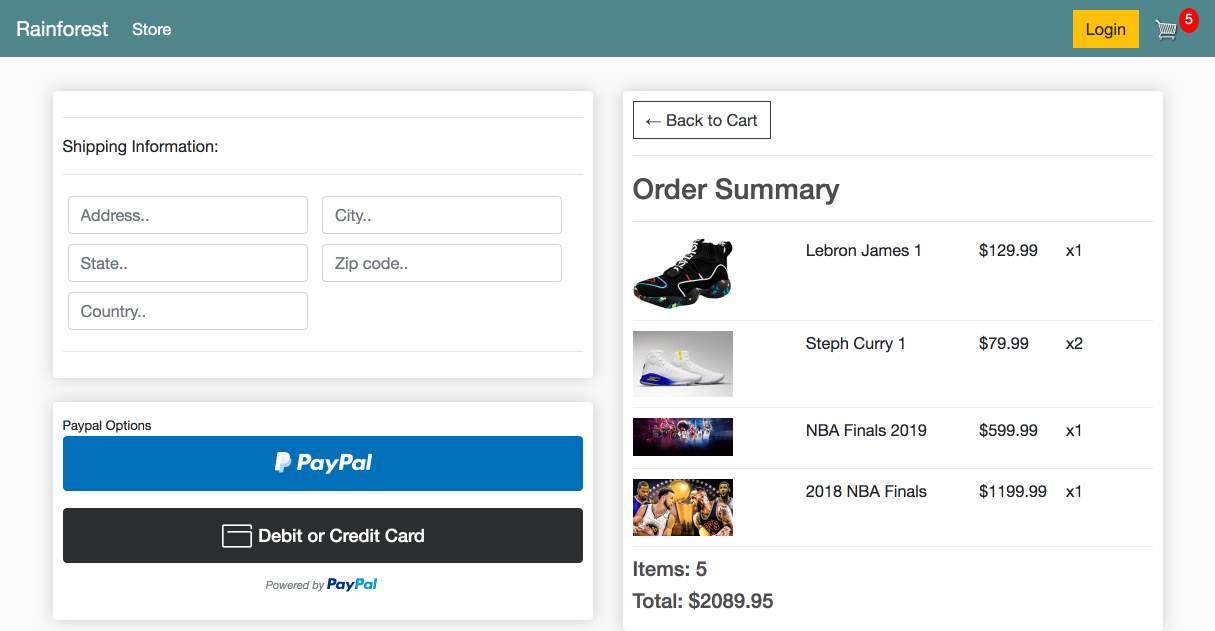 Rainforest Store Login 5
Shipping Information:
Address.. City..
State.. Zip code..
Country..
Paypal Options
PayPal
Debit or Credit Card
Powered by PayPal
← Back to Cart
Order Summary
Lebron James 1 $129.99 x1
Steph Curry 1 $79.99 x2
NBA Finals 2019 $599.99 x1
2018 NBA Finals $1199.99 x1
Items: 5
Total: $2089.95